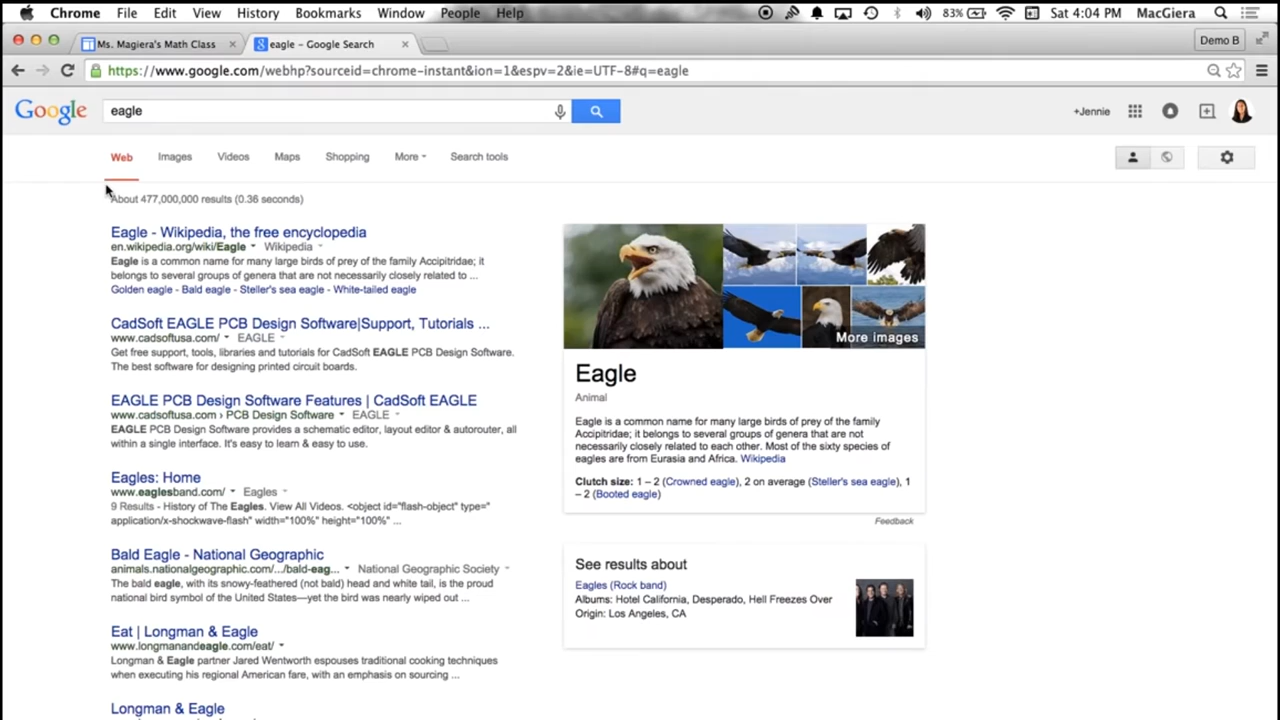 Chrome File Edit View History Bookmarks Window People Help 83% Sat 4:04 PM MacGiera
Ms. Magiera's Math Class × eagle - Google Search × Demo B
https://www.google.com/webhp?sourceid=chrome-instant&ion=1&espv=2&ie=UTF-8#q=eagle
Google eagle +Jennie
Web Images Videos Maps Shopping More Search tools
About 477,000,000 results (0.36 seconds)
Eagle - Wikipedia, the free encyclopedia
en.wikipedia.org/wiki/Eagle Wikipedia
Eagle is a common name for many large birds of prey of the family Accipitridae; it
belongs to several groups of genera that are not necessarily closely related to ...
Golden eagle - Bald eagle - Steller's sea eagle - White-tailed eagle
CadSoft EAGLE PCB Design Software|Support, Tutorials ...
www.cadsoftusa.com/ EAGLE
Get free support, tools, libraries and tutorials for CadSoft EAGLE PCB Design Software.
The best software for designing printed circuit boards.
EAGLE PCB Design Software Features | CadSoft EAGLE
www.cadsoftusa.com › PCB Design Software EAGLE
EAGLE PCB Design Software provides a schematic editor, layout editor & autorouter, all
within a single interface. It's easy to learn & easy to use.
Eagles: Home
www.eaglesband.com/ Eagles
9 Results - History of The Eagles. View All Videos. <object id="flash-object" type="
application/x-shockwave-flash" width="100%" height="100%" ...
Bald Eagle - National Geographic
animals.nationalgeographic.com/.../bald-eag... National Geographic Society
The bald eagle, with its snowy-feathered (not bald) head and white tail, is the proud
national bird symbol of the United States—yet the bird was nearly wiped out ...
Eat | Longman & Eagle
www.longmanandeagle.com/eat/
Longman & Eagle partner Jared Wentworth espouses traditional cooking techniques
when executing his regional American fare, with an emphasis on sourcing ...
Longman & Eagle
More images
Eagle
Animal
Eagle is a common name for many large birds of prey of the family
Accipitridae; it belongs to several groups of genera that are not
necessarily closely related to each other. Most of the sixty species of
eagles are from Eurasia and Africa. Wikipedia
Clutch size: 1 – 2 (Crowned eagle), 2 on average (Steller's sea eagle), 1
– 2 (Booted eagle)
Feedback
See results about
Eagles (Rock band)
Albums: Hotel California, Desperado, Hell Freezes Over
Origin: Los Angeles, CA